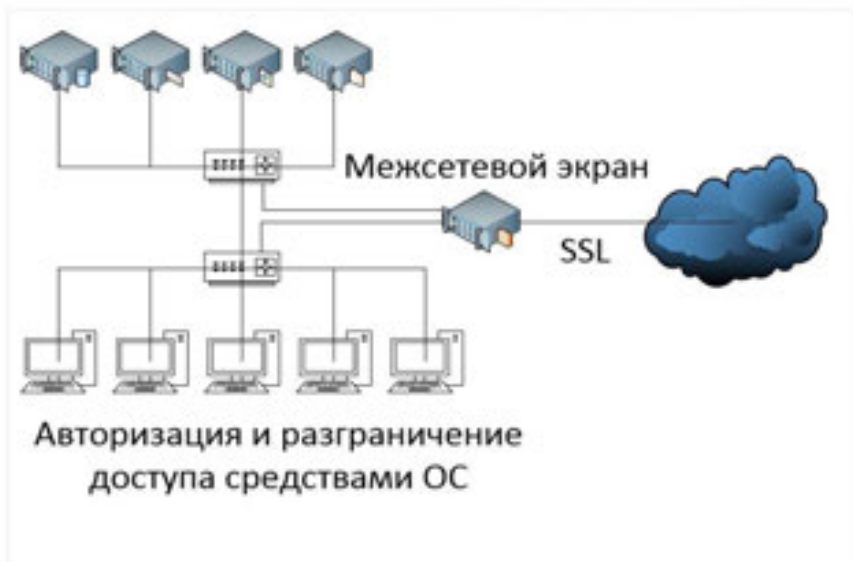 Межсетевой экран
SSL
Авторизация и разграничение
доступа средствами ОС